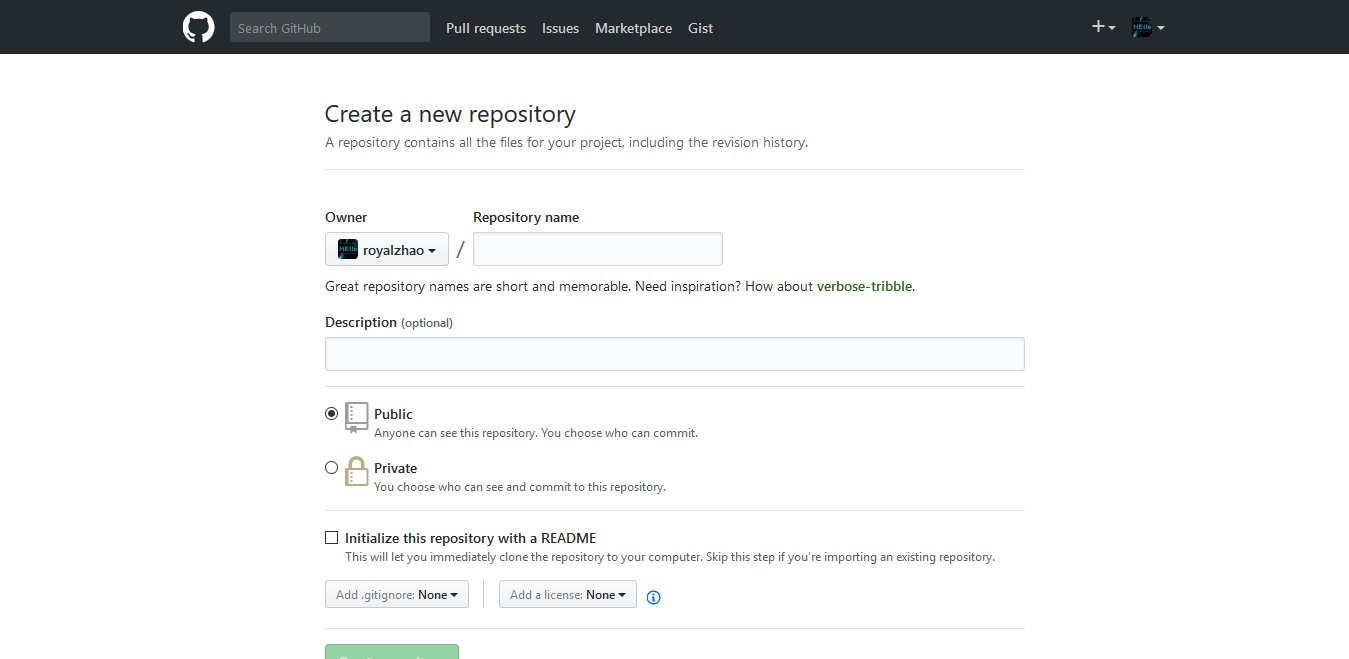 Search GitHub Pull requests Issues Marketplace Gist
Create a new repository
A repository contains all the files for your project, including the revision history.
Owner Repository name
royalzhao /
Great repository names are short and memorable. Need inspiration? How about verbose-tribble.
Description (optional)
Public
Anyone can see this repository. You choose who can commit.
Private
You choose who can see and commit to this repository.
Initialize this repository with a README
This will let you immediately clone the repository to your computer. Skip this step if you’re importing an existing repository.
Add .gitignore: None Add a license: None